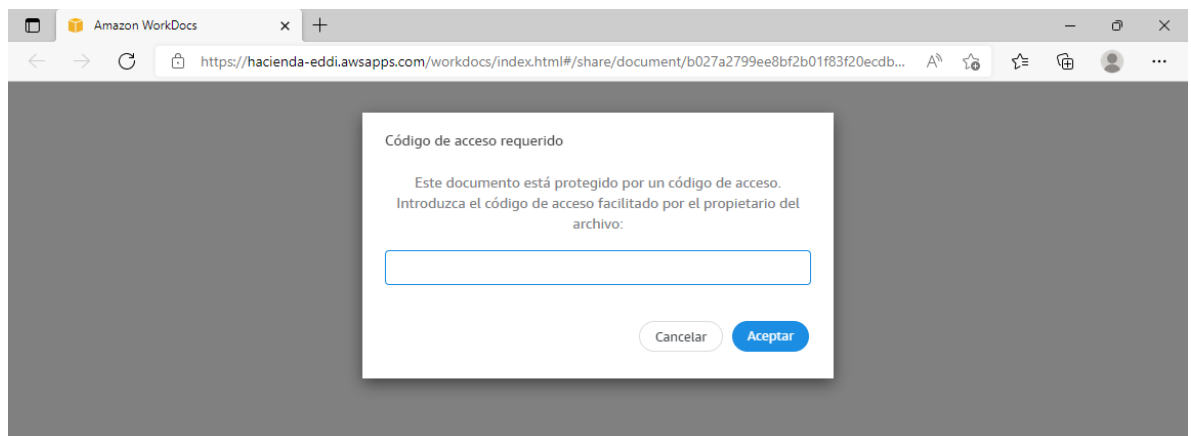 Amazon WorkDocs
https://hacienda-eddi.awsapps.com/workdocs/index.html#/share/document/b027a2799ee8bf2b01f83f20ecdb...
Código de acceso requerido
Este documento está protegido por un código de acceso.
Introduzca el código de acceso facilitado por el propietario del
archivo:
Cancelar
Aceptar